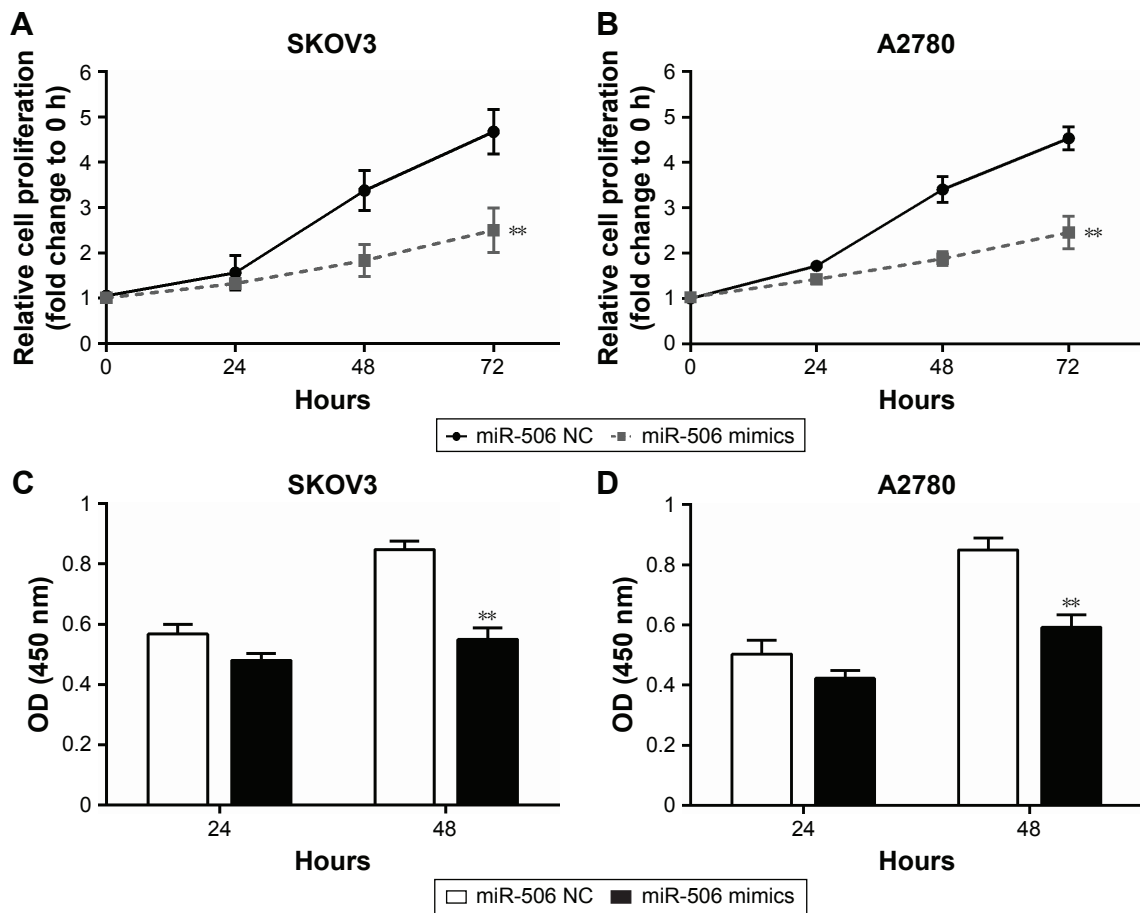 A
SKOV3
Relative cell proliferation
(fold change to 0 h)
6
5
4
3
2
1
0
**
0 24 48 72
Hours
B
A2780
Relative cell proliferation
(fold change to 0 h)
6
5
4
3
2
1
0
**
0 24 48 72
Hours
miR-506 NC miR-506 mimics
C
SKOV3
OD (450 nm)
1
0.8
0.6
0.4
0.2
0
**
24 48
Hours
D
A2780
OD (450 nm)
1
0.8
0.6
0.4
0.2
0
**
24 48
Hours
miR-506 NC miR-506 mimics